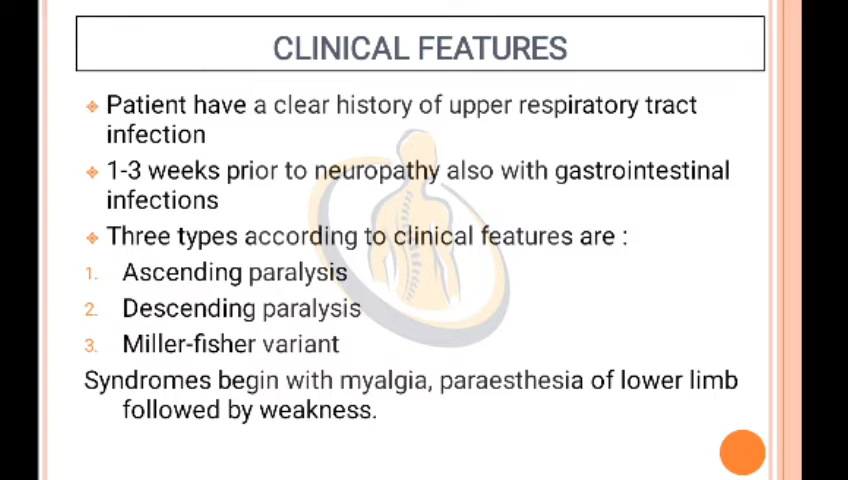 CLINICAL FEATURES
❖ Patient have a clear history of upper respiratory tract
infection
❖ 1-3 weeks prior to neuropathy also with gastrointestinal
infections
❖ Three types according to clinical features are :
1. Ascending paralysis
2. Descending paralysis
3. Miller-fisher variant
Syndromes begin with myalgia, paraesthesia of lower limb
followed by weakness.